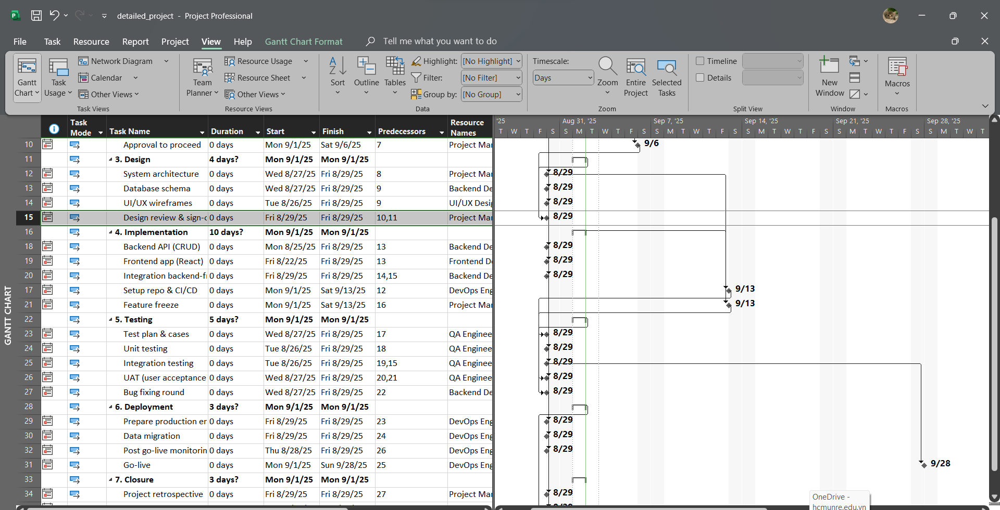 detailed_project - Project Professional
File Task Resource Report Project View Help Gantt Chart Format Tell me what you want to do
Gantt Chart
Task Usage
Network Diagram
Calendar
Other Views
Task Views
Team Planner
Resource Usage
Resource Sheet
Other Views
Resource Views
Sort
Outline
Tables
Highlight: [No Highlight]
Filter: [No Filter]
Group by: [No Group]
Data
Timescale:
Days
Zoom
Entire Project
Selected Tasks
Zoom
Timeline
Details
Split View
New Window
Window
Macros
Macros
GANTT CHART
Task Mode Task Name Duration Start Finish Predecessors Resource Names
'25 Aug 31, '25 Sep 7, '25 Sep 14, '25 Sep 21, '25 Sep 28, '25
T W T F S S M T W T F S S M T W T F S S M T W T F S S M T W T F S S M T W T
10 Approval to proceed 0 days Mon 9/1/25 Sat 9/6/25 7 Project Mar 9/6
11 3. Design 4 days? Mon 9/1/25 Mon 9/1/25
12 System architecture 0 days Wed 8/27/25 Fri 8/29/25 8 Project Mar 8/29
13 Database schema 0 days Wed 8/27/25 Fri 8/29/25 9 Backend De 8/29
14 UI/UX wireframes 0 days Tue 8/26/25 Fri 8/29/25 9 UI/UX Desig 8/29
15 Design review & sign-c 0 days Fri 8/29/25 Fri 8/29/25 10,11 Project Mar 8/29
16 4. Implementation 10 days? Mon 9/1/25 Mon 9/1/25
18 Backend API (CRUD) 0 days Mon 8/25/25 Fri 8/29/25 13 Backend De 8/29
19 Frontend app (React) 0 days Fri 8/22/25 Fri 8/29/25 13 Frontend D 8/29
20 Integration backend-f 0 days Fri 8/29/25 Fri 8/29/25 14,15 Backend De 8/29
17 Setup repo & CI/CD 0 days Mon 9/1/25 Sat 9/13/25 12 DevOps Eng 9/13
21 Feature freeze 0 days Mon 9/1/25 Sat 9/13/25 16 Project Mar 9/13
22 5. Testing 5 days? Mon 9/1/25 Mon 9/1/25
23 Test plan & cases 0 days Wed 8/27/25 Fri 8/29/25 17 QA Enginee 8/29
24 Unit testing 0 days Tue 8/26/25 Fri 8/29/25 18 QA Enginee 8/29
25 Integration testing 0 days Tue 8/26/25 Fri 8/29/25 19,15 QA Enginee 8/29
26 UAT (user acceptance 0 days Wed 8/27/25 Fri 8/29/25 20,21 QA Enginee 8/29
27 Bug fixing round 0 days Wed 8/27/25 Fri 8/29/25 22 Backend De 8/29
28 6. Deployment 3 days? Mon 9/1/25 Mon 9/1/25
29 Prepare production er 0 days Fri 8/29/25 Fri 8/29/25 23 DevOps Eng 8/29
30 Data migration 0 days Fri 8/29/25 Fri 8/29/25 24 DevOps Eng 8/29
32 Post go-live monitorin 0 days Thu 8/28/25 Fri 8/29/25 26 DevOps Eng 8/29
31 Go-live 0 days Mon 9/1/25 Sun 9/28/25 25 DevOps Eng 9/28
33 7. Closure 3 days? Mon 9/1/25 Mon 9/1/25
34 Project retrospective 0 days Fri 8/29/25 Fri 8/29/25 27 Project Mar 8/29
OneDrive -
hcmunre.edu.vn